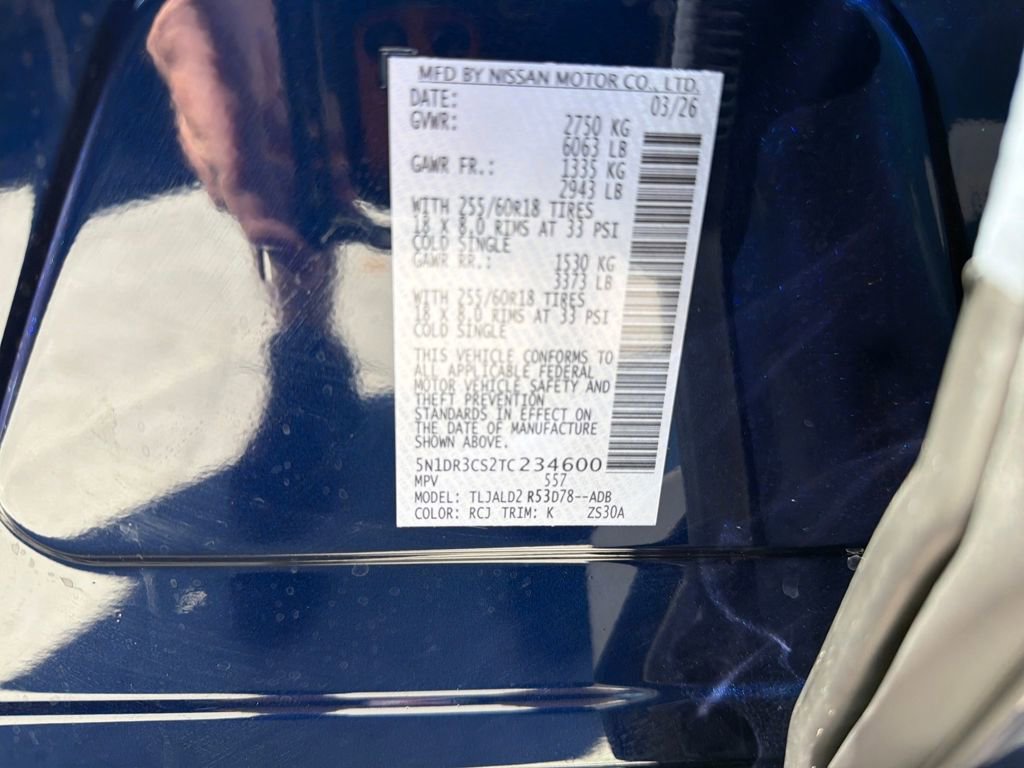 MFD BY NISSAN MOTOR CO., LTD.
DATE: 03/26
GVWR: 2750 KG
6063 LB
GAWR FR.: 1335 KG
2943 LB
WITH 255/60R18 TIRES
18 X 8.0 RIMS AT 33 PSI
COLD SINGLE
GAWR RR.: 1530 KG
3373 LB
WITH 255/60R18 TIRES
18 X 8.0 RIMS AT 33 PSI
COLD SINGLE
THIS VEHICLE CONFORMS TO
ALL APPLICABLE FEDERAL
MOTOR VEHICLE SAFETY AND
THEFT PREVENTION
STANDARDS IN EFFECT ON
THE DATE OF MANUFACTURE
SHOWN ABOVE.
5N1DR3CS2TC234600
MPV 557
MODEL: TLJALD2 R53D78--ADB
COLOR: RCJ TRIM: K ZS30A